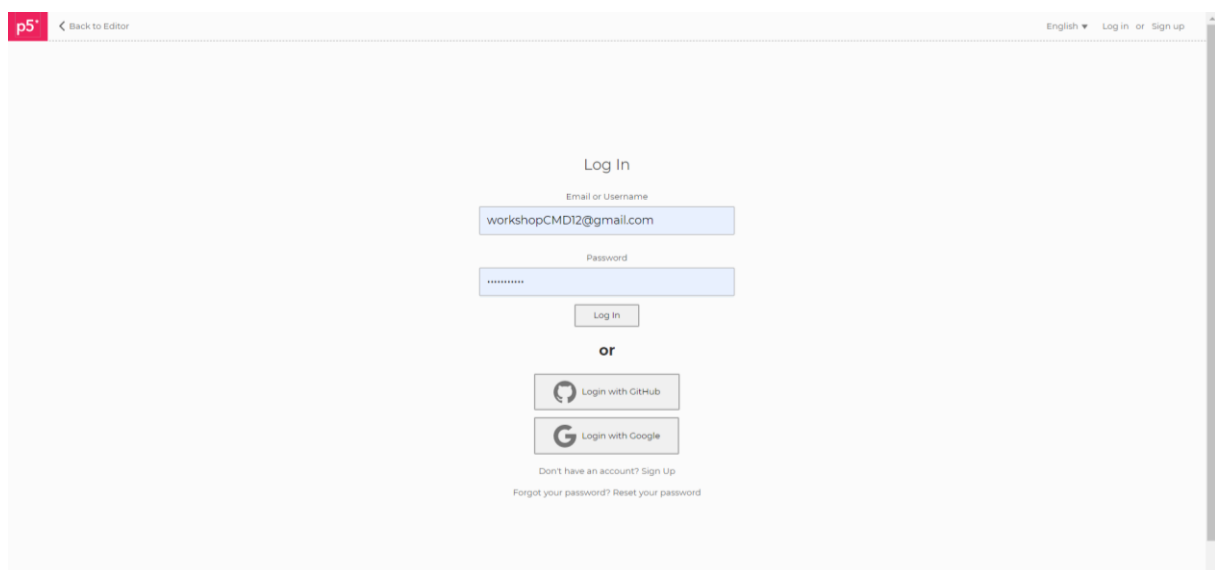 p5* Back to Editor English ▼ Log in or Sign up
Log In
Email or Username
workshopCMD12@gmail.com
Password
•••••••••••
Log In
or
Login with GitHub
Login with Google
Don't have an account? Sign Up
Forgot your password? Reset your password